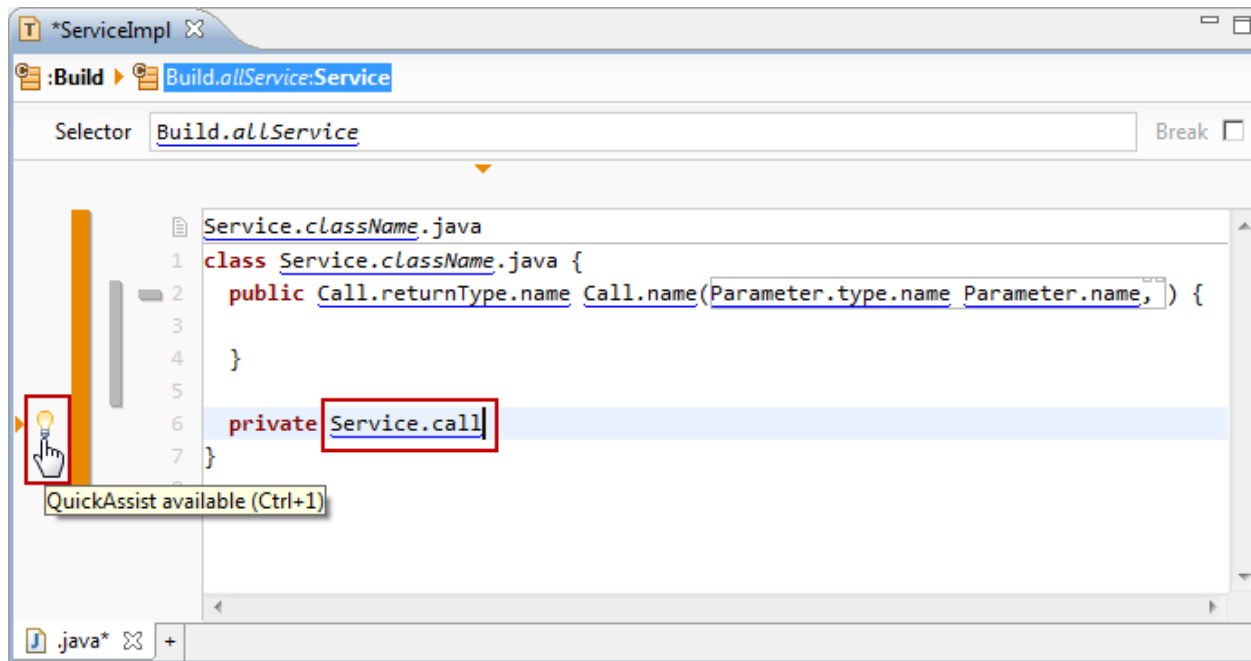 *ServiceImpl
:Build Build.allService:Service
Selector Build.allService Break
Service.className.java
1 class Service.className.java {
2 public Call.returnType.name Call.name(Parameter.type.name Parameter.name, ) {
3
4 }
5
6 private Service.call
7 }
QuickAssist available (Ctrl+1)
.java* +